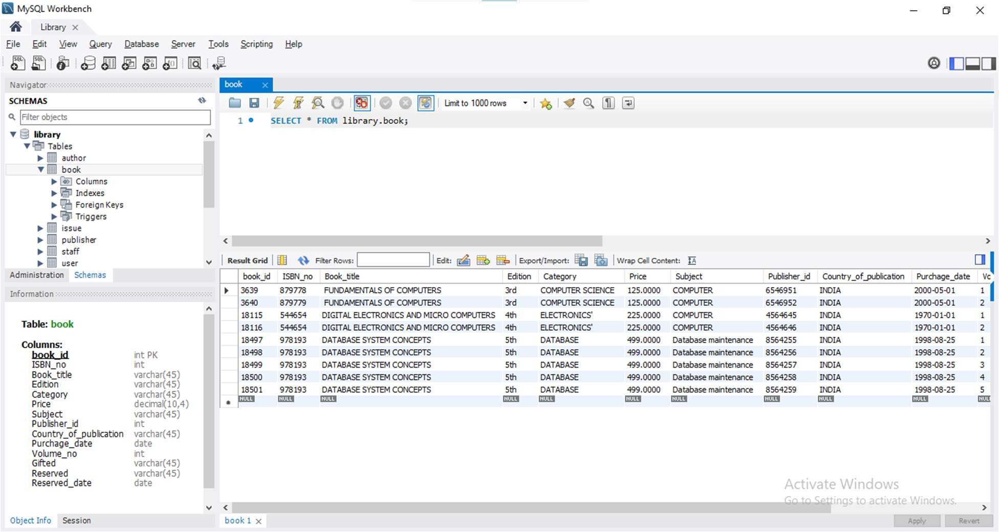 MySQL Workbench
Library
File Edit View Query Database Server Tools Scripting Help
Navigator
SCHEMAS
Filter objects
library
Tables
author
book
Columns
Indexes
Foreign Keys
Triggers
issue
publisher
staff
user
Administration Schemas
Information
Table: book
Columns:
book_id int PK
ISBN_no int
Book_title varchar(45)
Edition varchar(45)
Category varchar(45)
Price decimal(10,4)
Subject varchar(45)
Publisher_id int
Country_of_publication varchar(45)
Purchage_date date
Volume_no int
Gifted varchar(45)
Reserved varchar(45)
Reserved_date date
Object Info Session
book
Limit to 1000 rows
1 SELECT * FROM library.book;
Result Grid Filter Rows: Edit: Export/Import: Wrap Cell Content:
book_id ISBN_no Book_title Edition Category Price Subject Publisher_id Country_of_publication Purchage_date Vo
3639 879778 FUNDAMENTALS OF COMPUTERS 3rd COMPUTER SCIENCE 125.0000 COMPUTER 6546951 INDIA 2000-05-01 1
3640 879779 FUNDAMENTALS OF COMPUTERS 3rd COMPUTER SCIENCE 125.0000 COMPUTER 6546952 INDIA 2000-05-01 2
18115 544654 DIGITAL ELECTRONICS AND MICRO COMPUTERS 4th ELECTRONICS' 225.0000 COMPUTER 4564645 INDIA 1970-01-01 1
18116 544654 DIGITAL ELECTRONICS AND MICRO COMPUTERS 4th ELECTRONICS' 225.0000 COMPUTER 4564646 INDIA 1970-01-01 2
18497 978193 DATABASE SYSTEM CONCEPTS 5th DATABASE 499.0000 Database maintenance 8564255 INDIA 1998-08-25 1
18498 978193 DATABASE SYSTEM CONCEPTS 5th DATABASE 499.0000 Database maintenance 8564256 INDIA 1998-08-25 2
18499 978193 DATABASE SYSTEM CONCEPTS 5th DATABASE 499.0000 Database maintenance 8564257 INDIA 1998-08-25 3
18500 978193 DATABASE SYSTEM CONCEPTS 5th DATABASE 499.0000 Database maintenance 8564258 INDIA 1998-08-25 4
18501 978193 DATABASE SYSTEM CONCEPTS 5th DATABASE 499.0000 Database maintenance 8564259 INDIA 1998-08-25 5
NULL NULL NULL NULL NULL NULL NULL NULL NULL NULL NUL
Activate Windows
Go to Settings to activate Windows.
book 1
Apply Revert